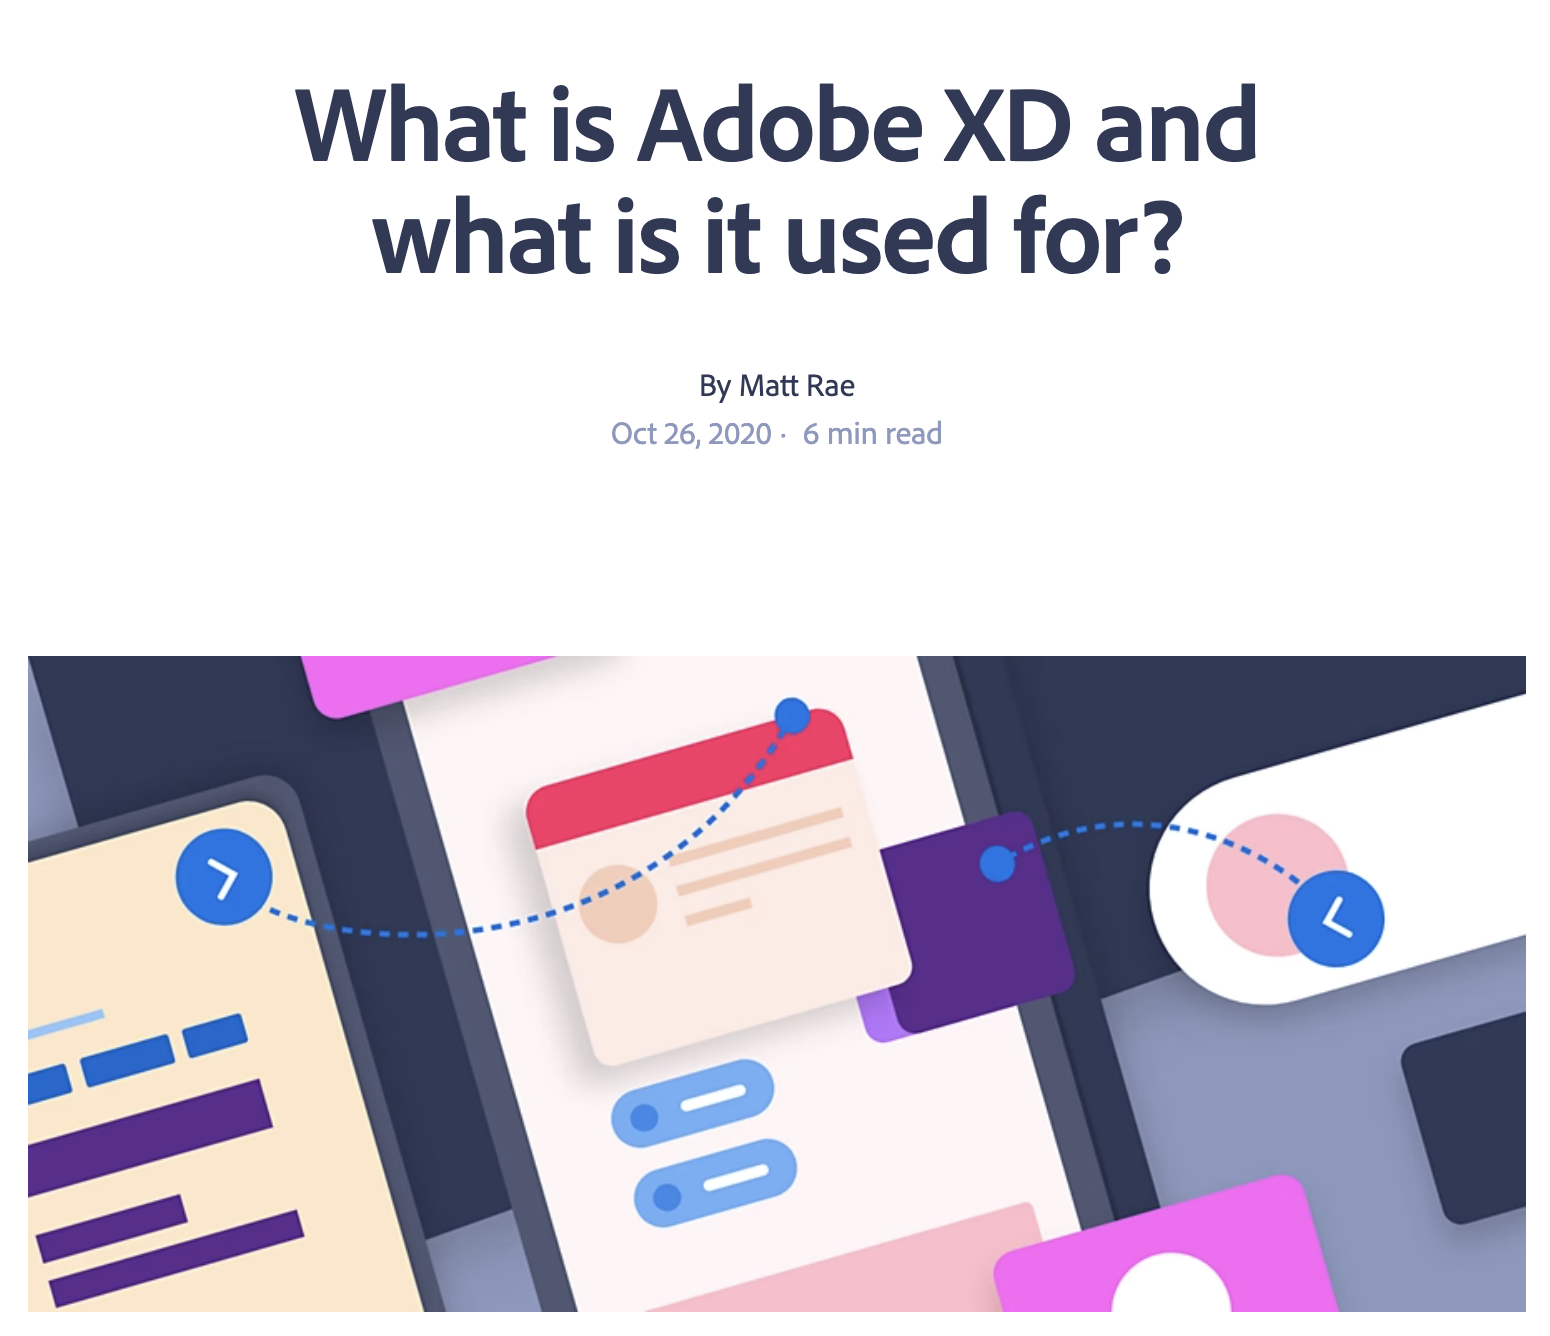 What is Adobe XD and
what is it used for?
By Matt Rae
Oct 26, 2020 · 6 min read